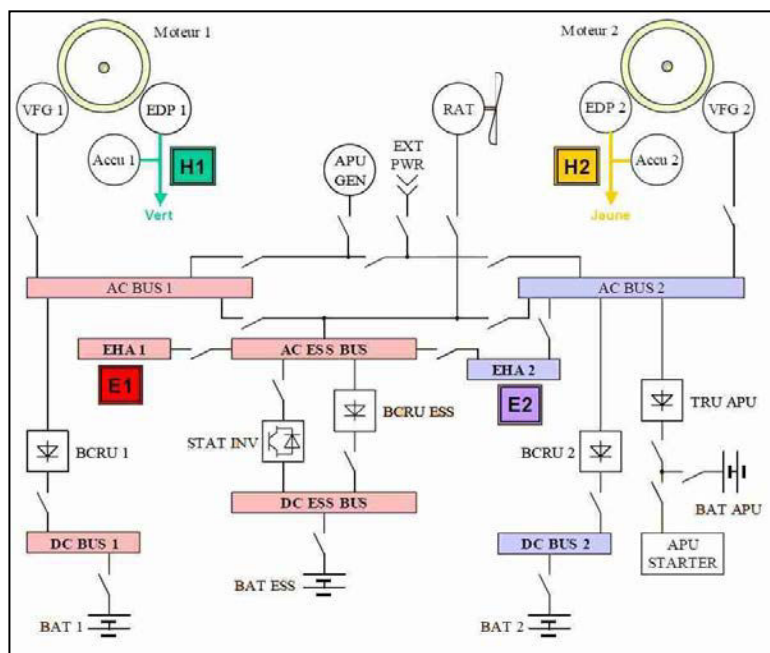 Moteur 1
Moteur 2
VFG 1
EDP 1
RAT
EDP 2
VFG 2
Accu 1
H1
APU
GEN
EXT
PWR
H2
Accu 2
Vert
Jaune
AC BUS 1
AC BUS 2
EHA 1
AC ESS BUS
EHA 2
E1
E2
STAT INV
BCRU ESS
TRU APU
BCRU 1
BCRU 2
DC ESS BUS
BAT APU
DC BUS 1
DC BUS 2
APU
STARTER
BAT ESS
BAT 1
BAT 2